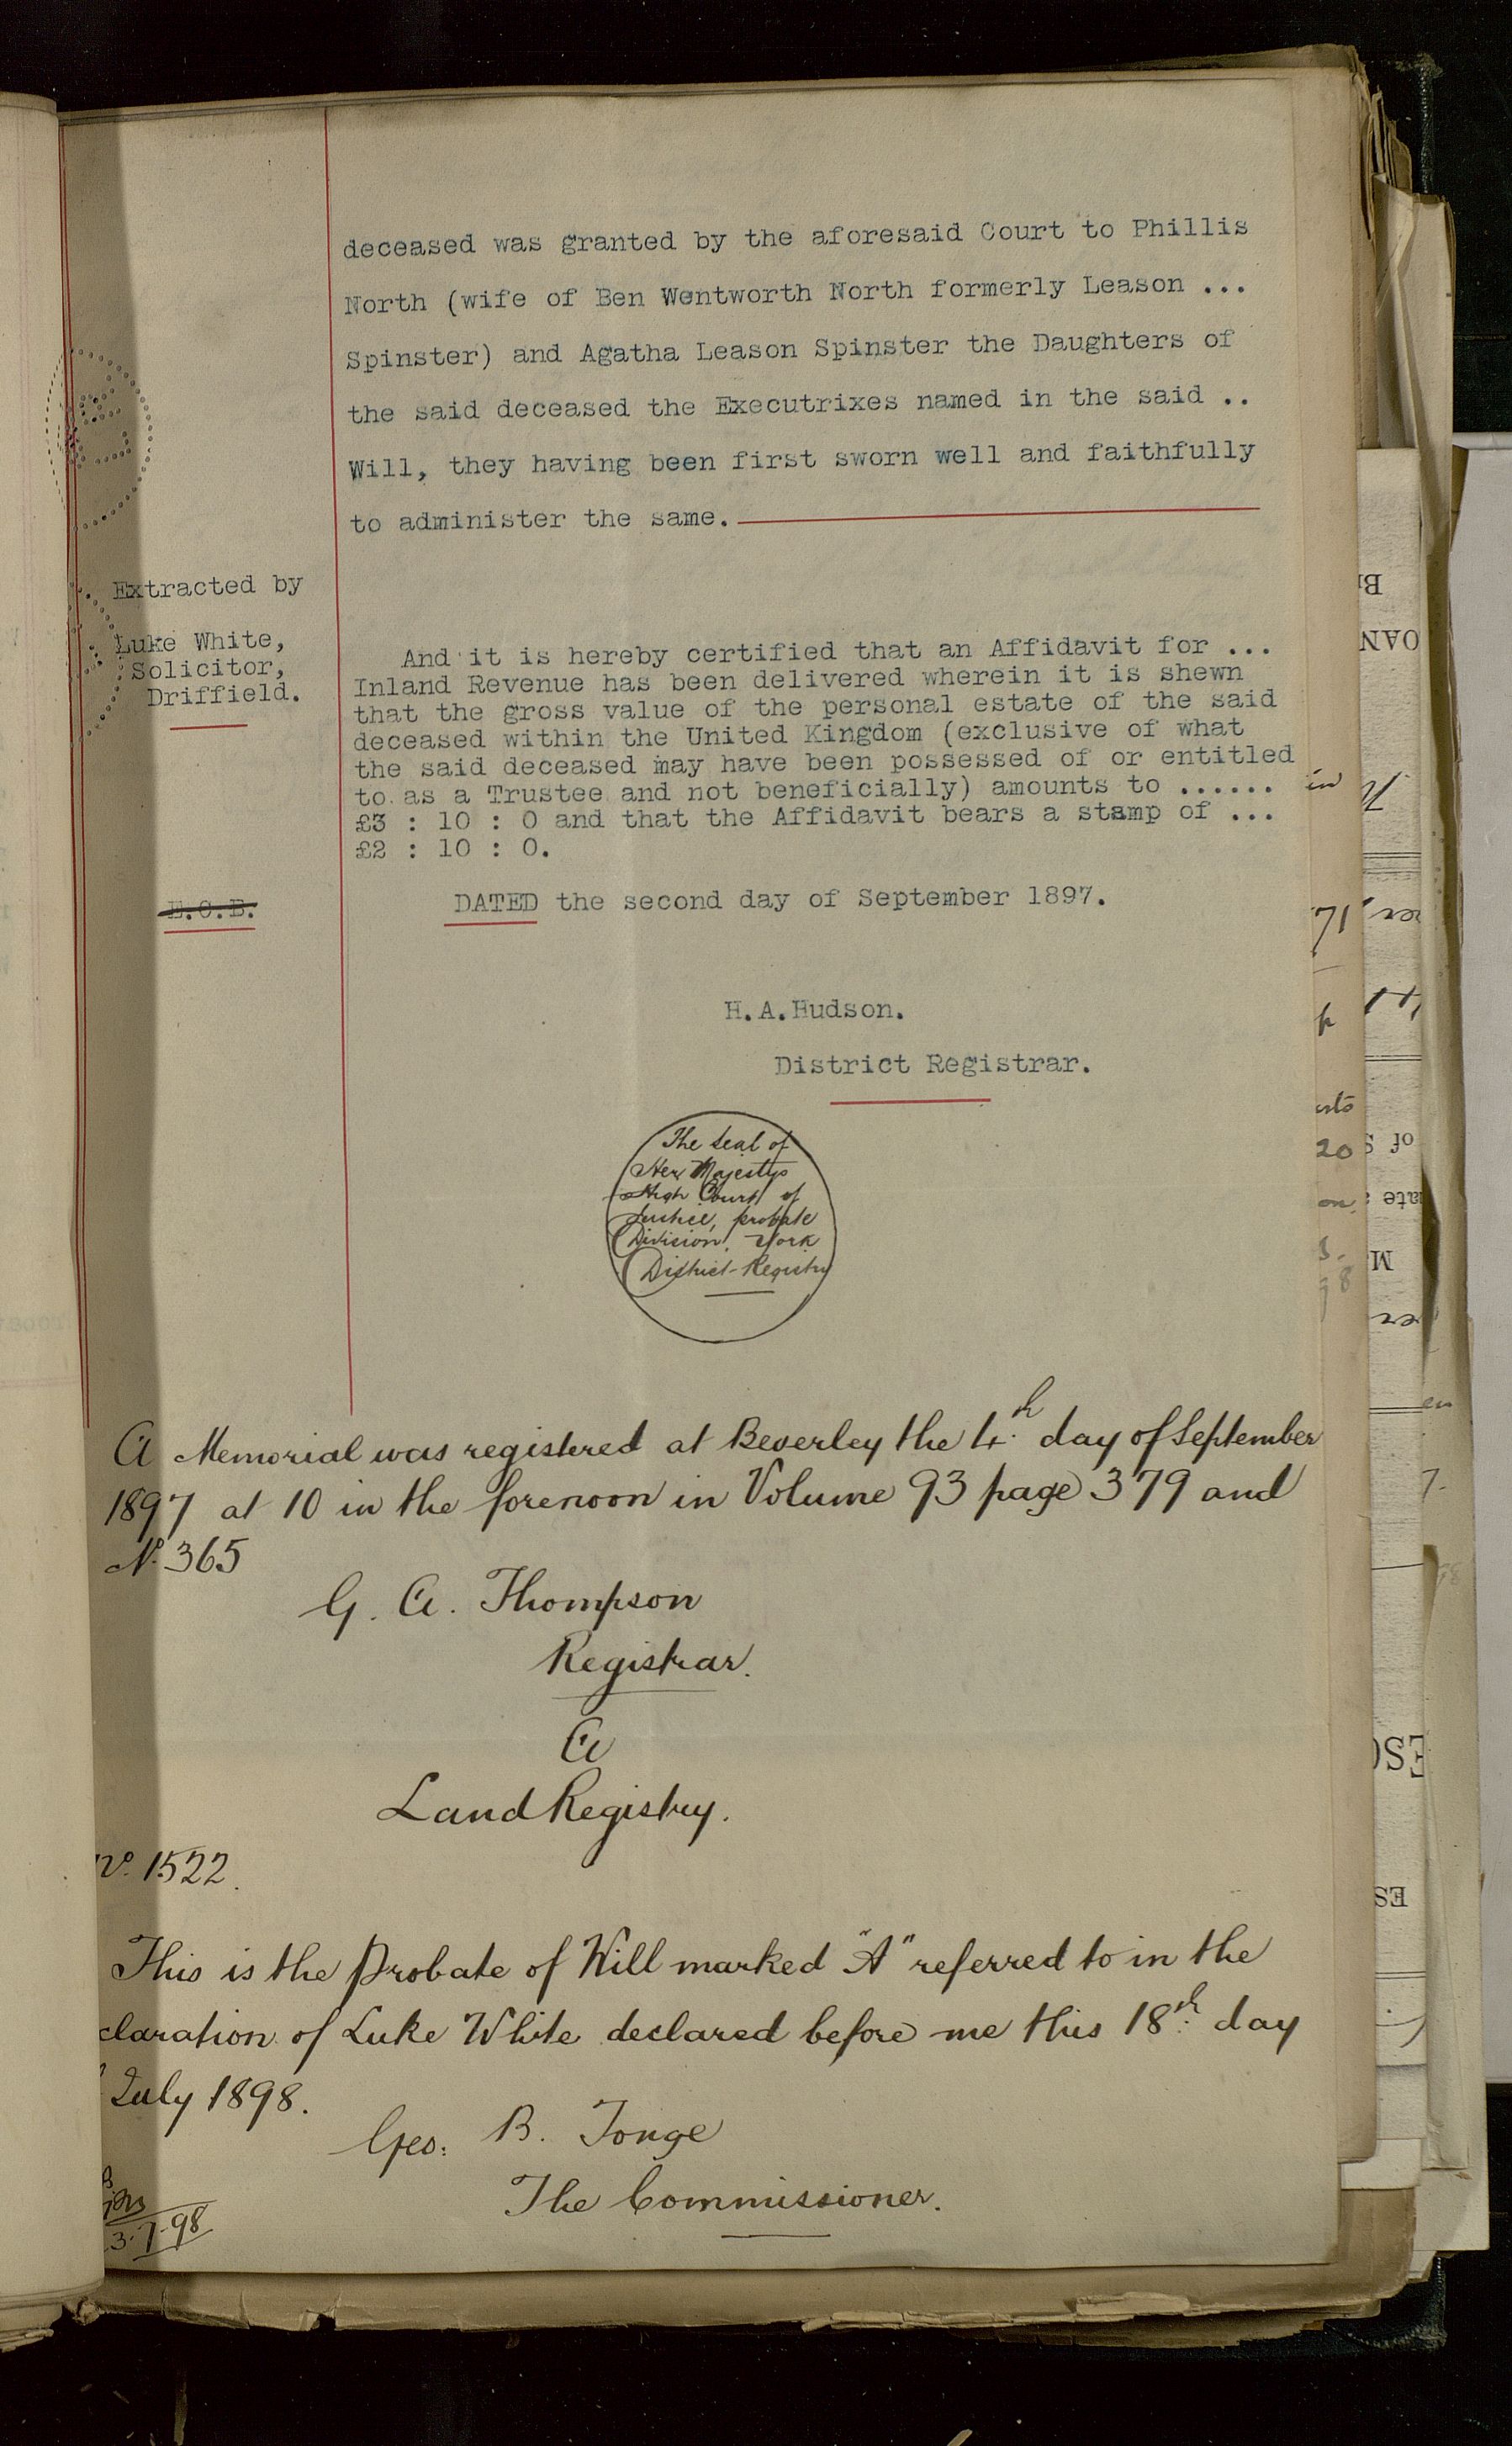 deceased was granted by the aforesaid Court to Phillis
North (wife of Ben Wentworth North formerly Leason ...
Spinster) and Agatha Leason Spinster the Daughters of
the said deceased the Executrixes named in the said ..
Will, they having been first sworn well and faithfully
to administer the same.
Extracted by
Luke White,
Solicitor,
Driffield.
And it is hereby certified that an Affidavit for ...
Inland Revenue has been delivered wherein it is shewn
that the gross value of the personal estate of the said
deceased within the United Kingdom (exclusive of what
the said deceased may have been possessed of or entitled
to as a Trustee and not beneficially) amounts to ......
£3 : 10 : 0 and that the Affidavit bears a stamp of ...
£2 : 10 : 0.
E.O.B.
DATED the second day of September 1897.
H.A.Hudson.
District Registrar.
The Seal of
Her Majestys
High Court of
Justice, probate
Division, York
District Registry
A Memorial was registered at Beverley the 4th day of September
1897 at 10 in the forenoon in Volume 93 page 379 and
No 365
G. A. Thompson
Registrar.
A
Land Registry.
No 1522.
This is the Probate of Will marked "A" referred to in the
claration of Luke White declared before me this 18th day
July 1898.
Geo: B. Tonge
The Commissioner.
3.7.98